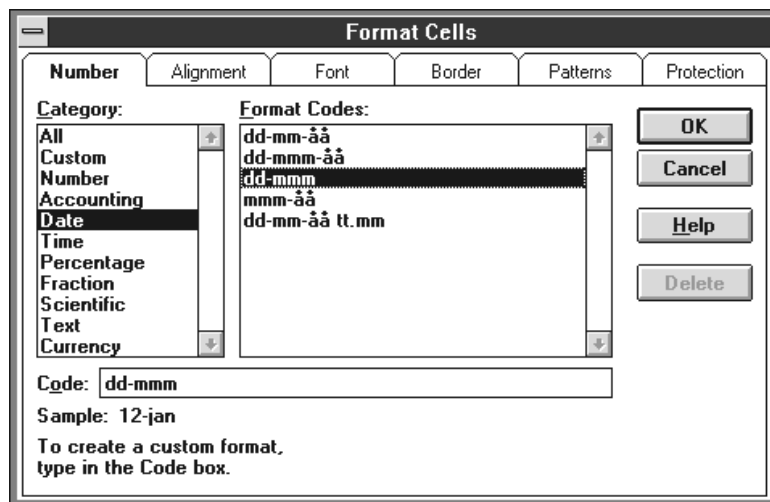 Format Cells
Number
Alignment
Font
Border
Patterns
Protection
Category:
All
Custom
Number
Accounting
Date
Time
Percentage
Fraction
Scientific
Text
Currency
Format Codes:
dd-mm-åå
dd-mmm-åå
dd-mmm
mmm-åå
dd-mm-åå tt.mm
OK
Cancel
Help
Delete
Code: dd-mmm
Sample: 12-jan
To create a custom format,
type in the Code box.